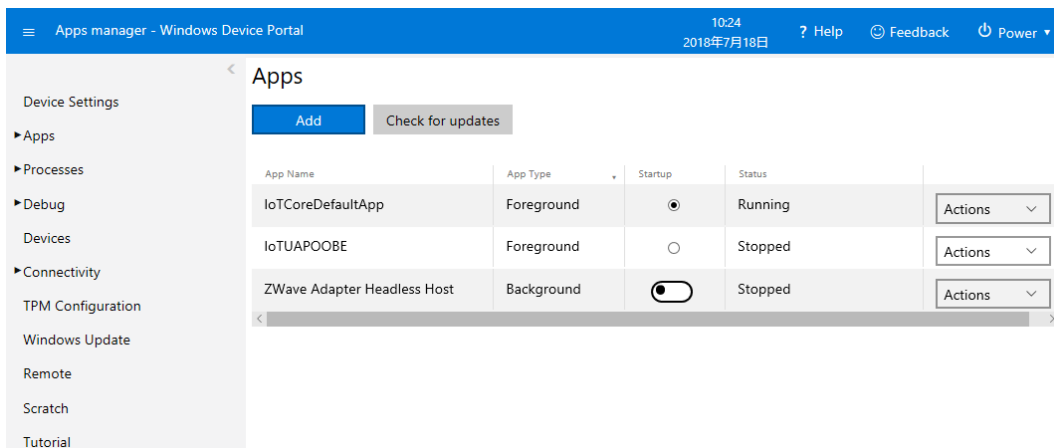 Apps manager - Windows Device Portal
10:24
2018年7月18日
? Help
Feedback
Power
Device Settings
Apps
Processes
Debug
Devices
Connectivity
TPM Configuration
Windows Update
Remote
Scratch
Tutorial
Apps
Add Check for updates
App Name App Type Startup Status
IoTCoreDefaultApp Foreground Running Actions
IoTUAPOOBE Foreground Stopped Actions
ZWave Adapter Headless Host Background Stopped Actions